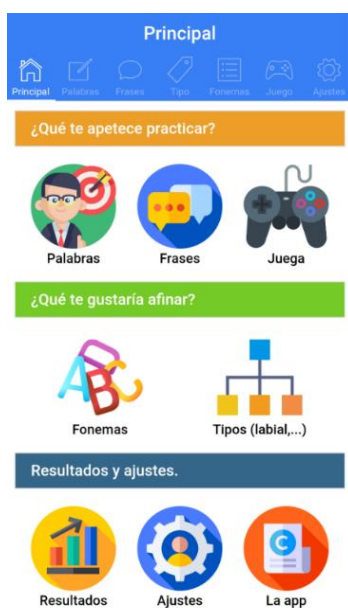 Principal
Principal Palabras Frases Tipo Fonemas Juego Ajustes
¿Qué te apetece practicar?
Palabras Frases Juega
¿Qué te gustaría afinar?
ABC
Fonemas Tipos (labial,...)
Resultados y ajustes.
C
Resultados Ajustes La app